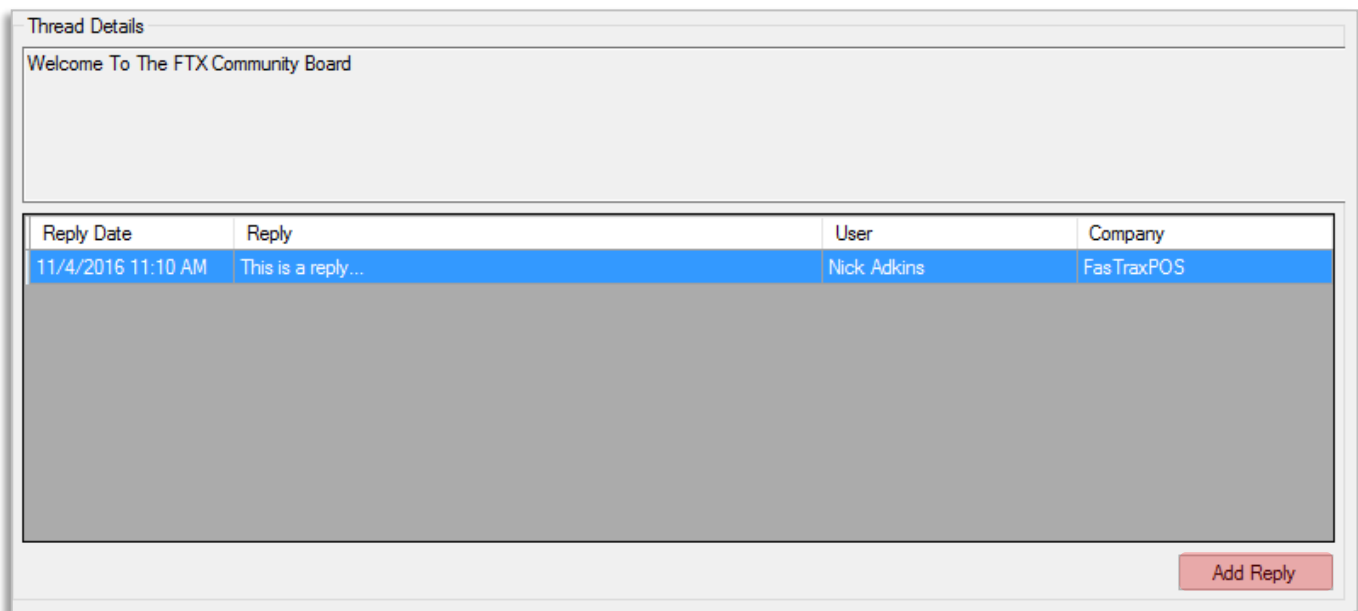 Thread Details
Welcome To The FTX Community Board
Reply Date Reply User Company
11/4/2016 11:10 AM This is a reply... Nick Adkins FasTraxPOS
Add Reply